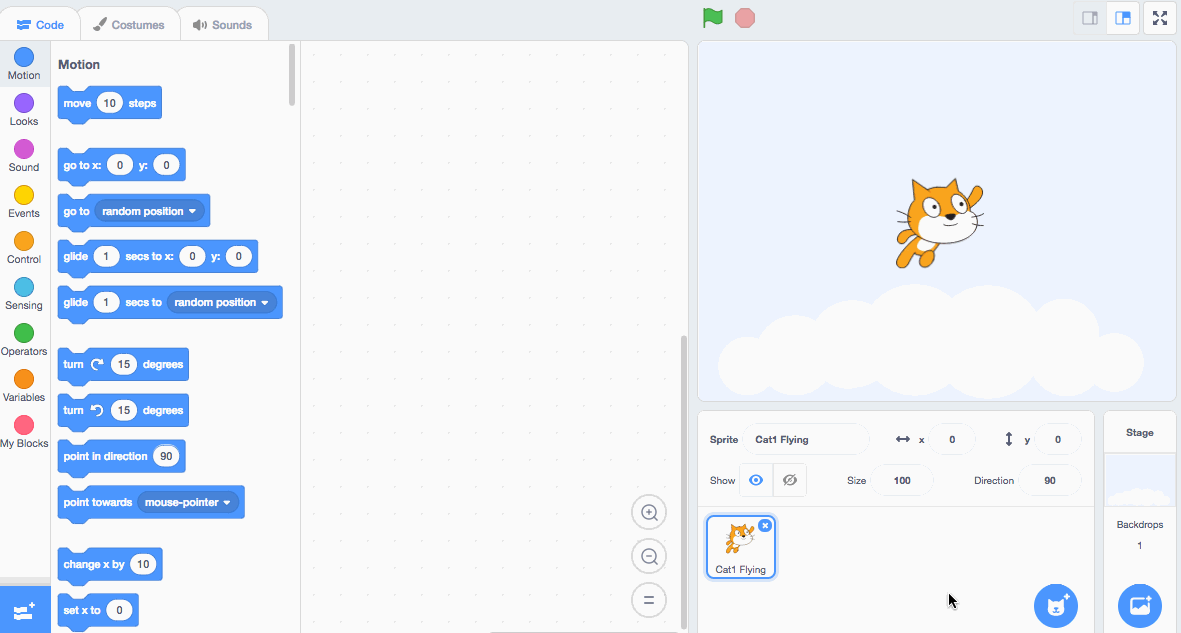 Code Costumes Sounds
Motion
Looks
Sound
Events
Control
Sensing
Operators
Variables
My Blocks
Motion
move 10 steps
go to x: 0 y: 0
go to random position
glide 1 secs to x: 0 y: 0
glide 1 secs to random position
turn 15 degrees
turn 15 degrees
point in direction 90
point towards mouse-pointer
change x by 10
set x to 0
Sprite Cat1 Flying x 0 y 0
Show Size 100 Direction 90
Cat1 Flying
Stage
Backdrops
1